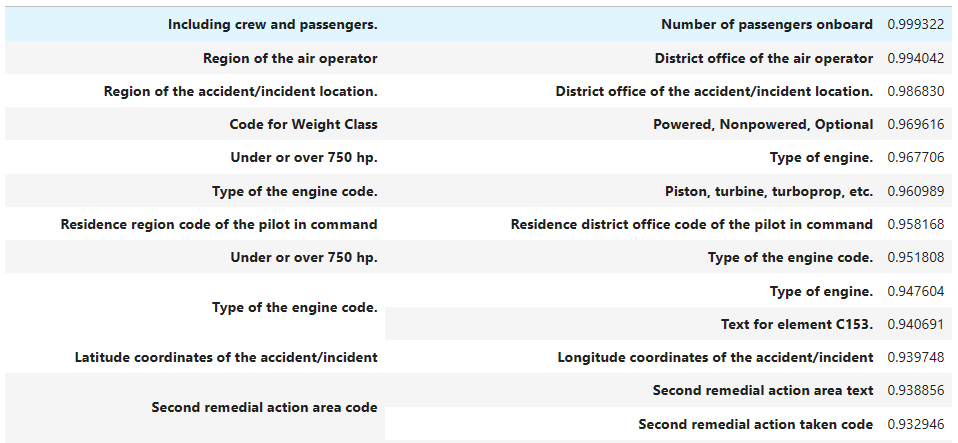 Including crew and passengers. Number of passengers onboard 0.999322
Region of the air operator District office of the air operator 0.994042
Region of the accident/incident location. District office of the accident/incident location. 0.986830
Code for Weight Class Powered, Nonpowered, Optional 0.969616
Under or over 750 hp. Type of engine. 0.967706
Type of the engine code. Piston, turbine, turboprop, etc. 0.960989
Residence region code of the pilot in command Residence district office code of the pilot in command 0.958168
Under or over 750 hp. Type of the engine code. 0.951808
Type of the engine code. Type of engine. 0.947604
Text for element C153. 0.940691
Latitude coordinates of the accident/incident Longitude coordinates of the accident/incident 0.939748
Second remedial action area code Second remedial action area text 0.938856
Second remedial action taken code 0.932946